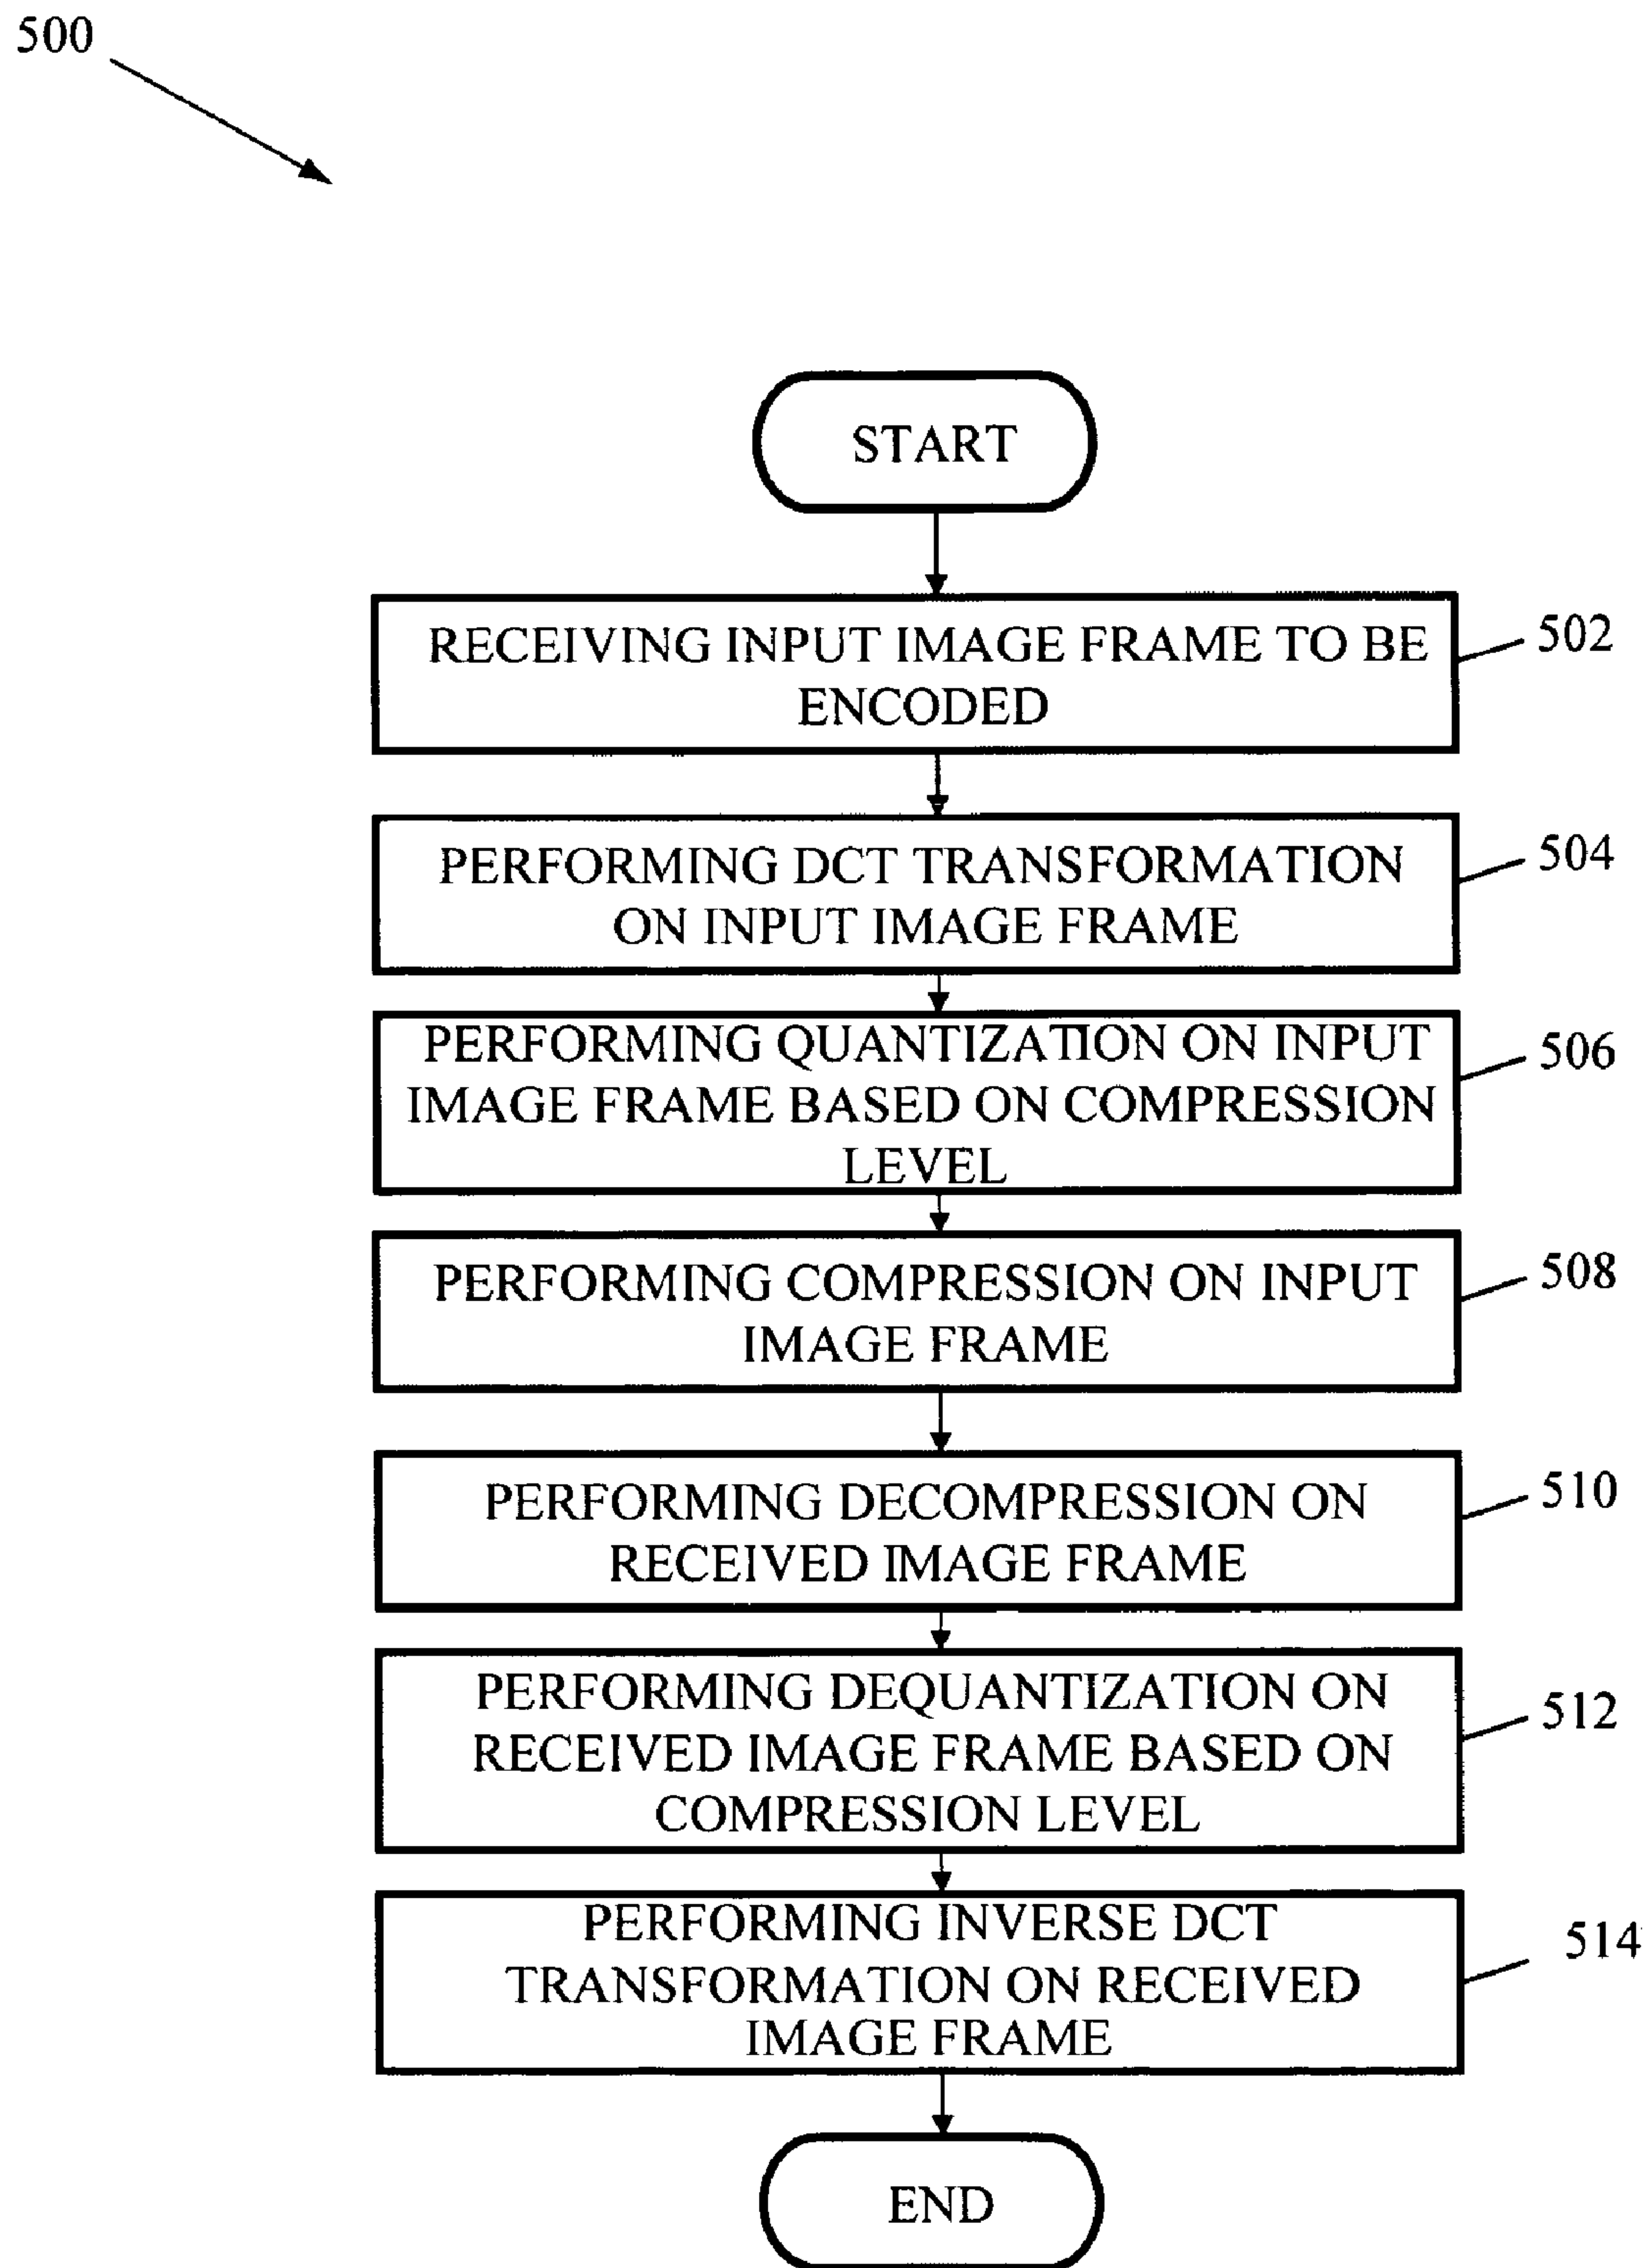 500
START
RECEIVING INPUT IMAGE FRAME TO BE
ENCODED
502
PERFORMING DCT TRANSFORMATION
ON INPUT IMAGE FRAME
504
PERFORMING QUANTIZATION ON INPUT
IMAGE FRAME BASED ON COMPRESSION
LEVEL
506
PERFORMING COMPRESSION ON INPUT
IMAGE FRAME
508
PERFORMING DECOMPRESSION ON
RECEIVED IMAGE FRAME
510
PERFORMING DEQUANTIZATION ON
RECEIVED IMAGE FRAME BASED ON
COMPRESSION LEVEL
512
PERFORMING INVERSE DCT
TRANSFORMATION ON RECEIVED
IMAGE FRAME
514
END